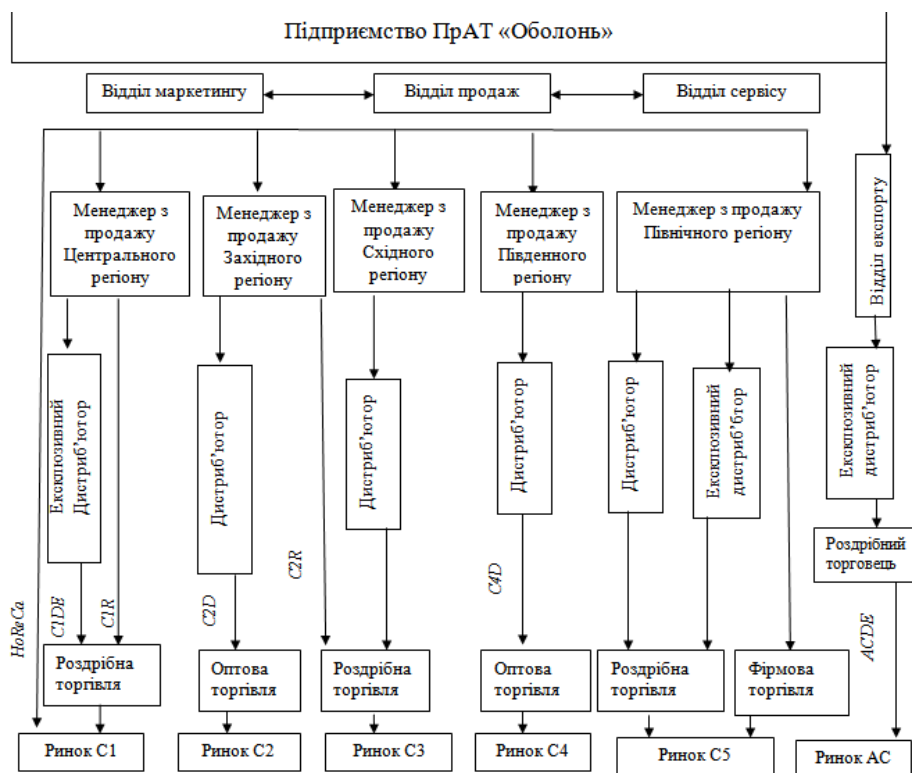 Підприємство ПрАТ «Оболонь»
Відділ маркетингу
Відділ продаж
Відділ сервісу
Менеджер з
продажу
Центрального
регіону
Менеджер з
продажу
Західного
регіону
Менеджер з
продажу
Східного
регіону
Менеджер з
продажу
Південного
регіону
Менеджер з продажу
Північного регіону
Відділ експорту
Ексклюзивний
Дистриб’ютор
Дистриб’ютор
Дистриб’ютор
Дистриб’ютор
Дистриб’ютор
Ексклюзивний
дистриб’бтор
Ексклюзивний
дистриб’ютор
Роздрібний
торговець
HoReCa
C1DE
C1R
C2D
C2R
C4D
ACDE
Роздрібна
торгівля
Оптова
торгівля
Роздрібна
торгівля
Оптова
торгівля
Роздрібна
торгівля
Фірмова
торгівля
Ринок С1
Ринок С2
Ринок С3
Ринок С4
Ринок С5
Ринок АС